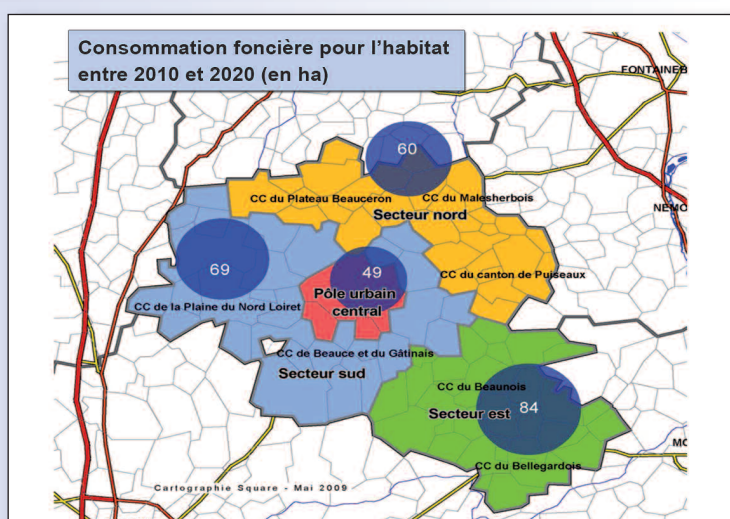 Consommation foncière pour l'habitat
entre 2010 et 2020 (en ha)
FONTAINEB
60
CC du Plateau Beauceron
CC du Malesherbois
Secteur nord
NEMO
69
49
CC du canton de Puiseaux
Pôle urbain
central
CC de la Plaine du Nord Loiret
CC de Beauce et du Gâtinais
Secteur sud
CC du Beaunois
Secteur est
84
MO
CC du Bellegardois
Cartographie Square - Mai 2009